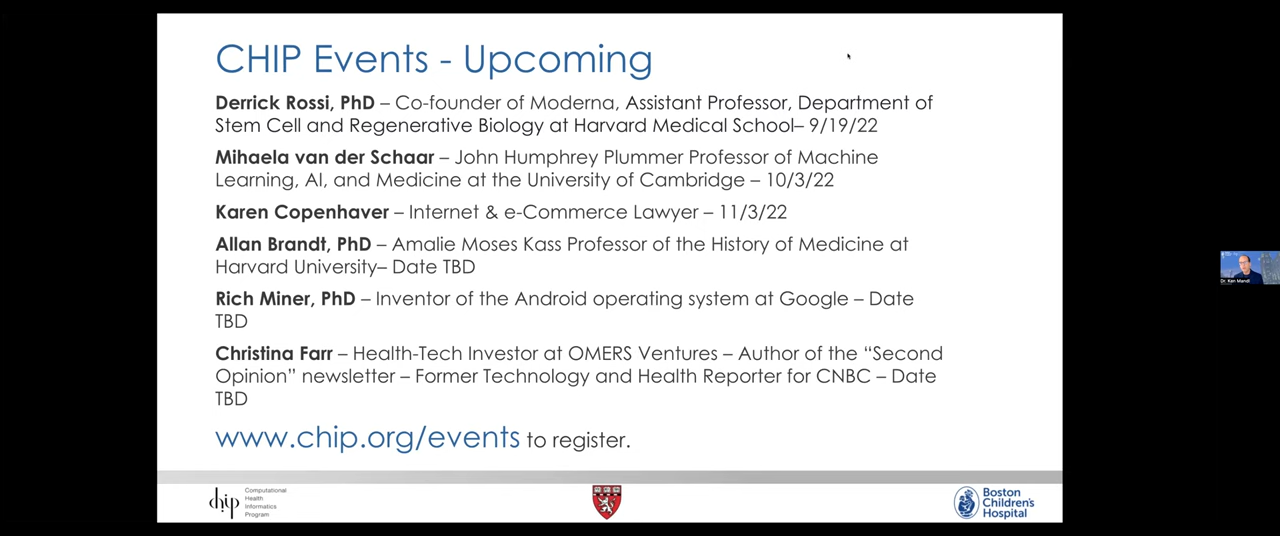 CHIP Events - Upcoming
Derrick Rossi, PhD – Co-founder of Moderna, Assistant Professor, Department of
Stem Cell and Regenerative Biology at Harvard Medical School– 9/19/22
Mihaela van der Schaar – John Humphrey Plummer Professor of Machine
Learning, AI, and Medicine at the University of Cambridge – 10/3/22
Karen Copenhaver – Internet & e-Commerce Lawyer – 11/3/22
Allan Brandt, PhD – Amalie Moses Kass Professor of the History of Medicine at
Harvard University– Date TBD
Rich Miner, PhD – Inventor of the Android operating system at Google – Date
TBD
Christina Farr – Health-Tech Investor at OMERS Ventures – Author of the “Second
Opinion” newsletter – Former Technology and Health Reporter for CNBC – Date
TBD
www.chip.org/events to register.
chip
Computational
Health
Informatics
Program
Boston
Children's
Hospital
Dr. Ken Mandl